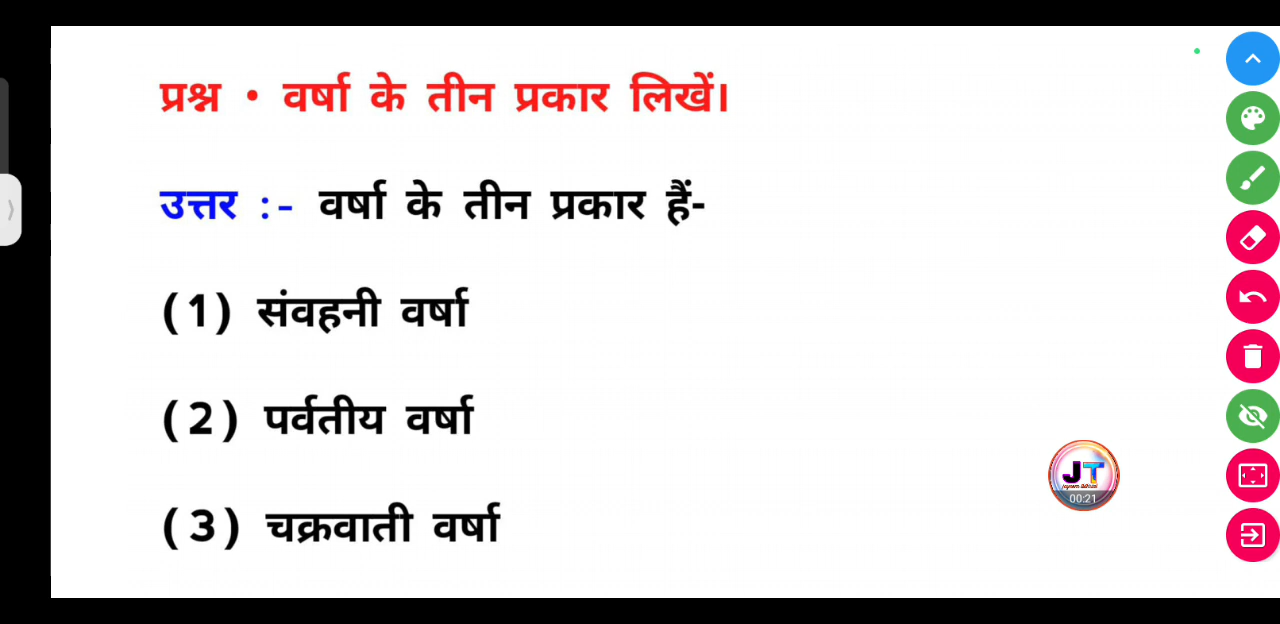 प्रश्न • वर्षा के तीन प्रकार लिखें।
उत्तर :- वर्षा के तीन प्रकार हैं-
(1) संवहनी वर्षा
(2) पर्वतीय वर्षा
(3) चक्रवाती वर्षा
JT
00:21